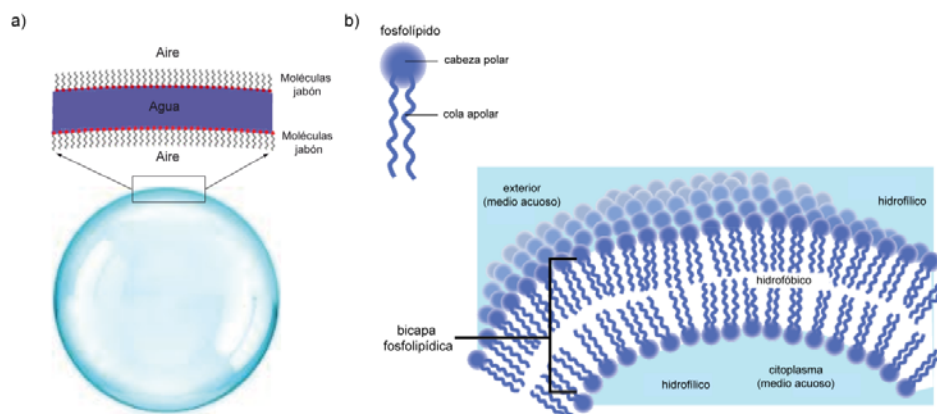 a)
Aire
Moléculas
jabón
Agua
Moléculas
jabón
Aire
b)
fosfolípido
cabeza polar
cola apolar
exterior
(medio acuoso)
hidrofílico
hidrofóbico
bicapa
fosfolipídica
hidrofílico
citoplasma
(medio acuoso)